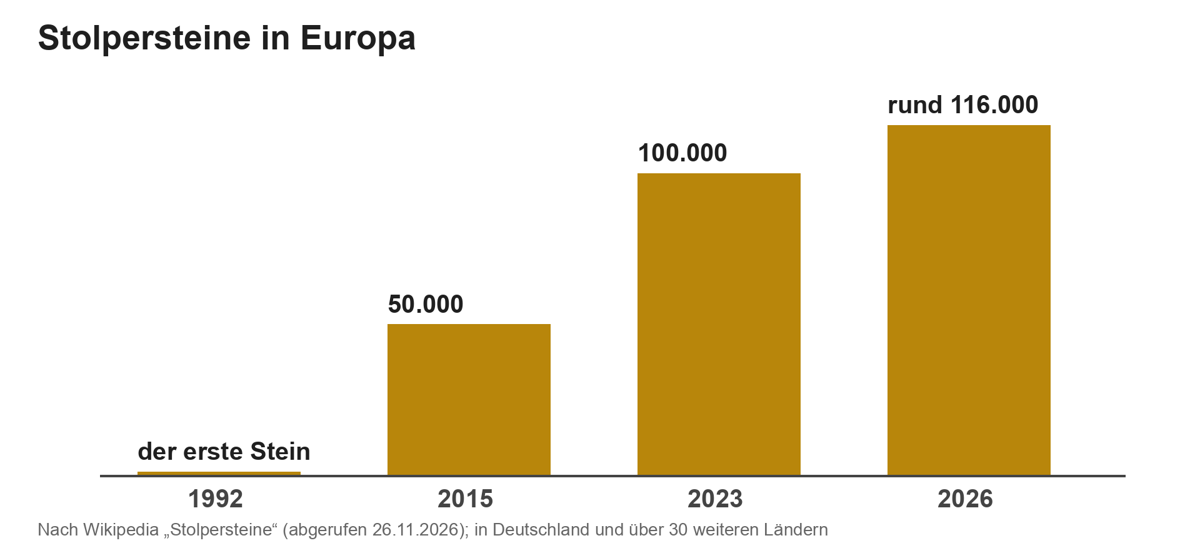 Stolpersteine in Europa
rund 116.000
100.000
50.000
der erste Stein
1992 2015 2023 2026
Nach Wikipedia „Stolpersteine“ (abgerufen 26.11.2026); in Deutschland und über 30 weiteren Ländern